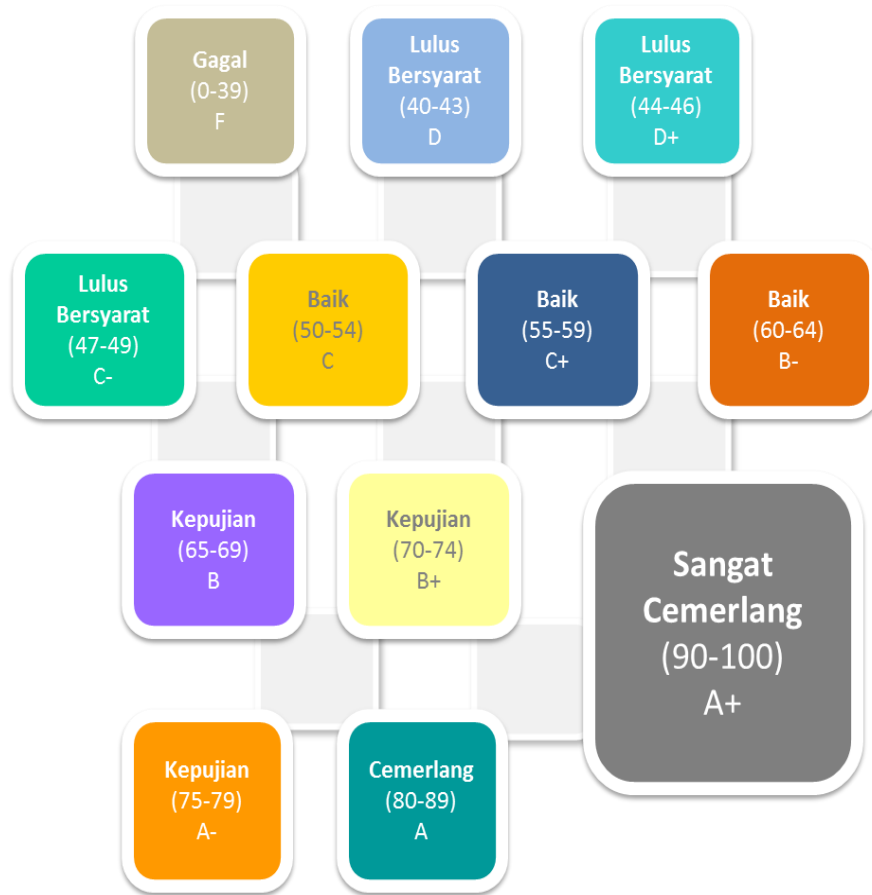 Gagal
(0-39)
F
Lulus
Bersyarat
(40-43)
D
Lulus
Bersyarat
(44-46)
D+
Lulus
Bersyarat
(47-49)
C-
Baik
(50-54)
C
Baik
(55-59)
C+
Baik
(60-64)
B-
Kepujian
(65-69)
B
Kepujian
(70-74)
B+
Sangat
Cemerlang
(90-100)
A+
Kepujian
(75-79)
A-
Cemerlang
(80-89)
A